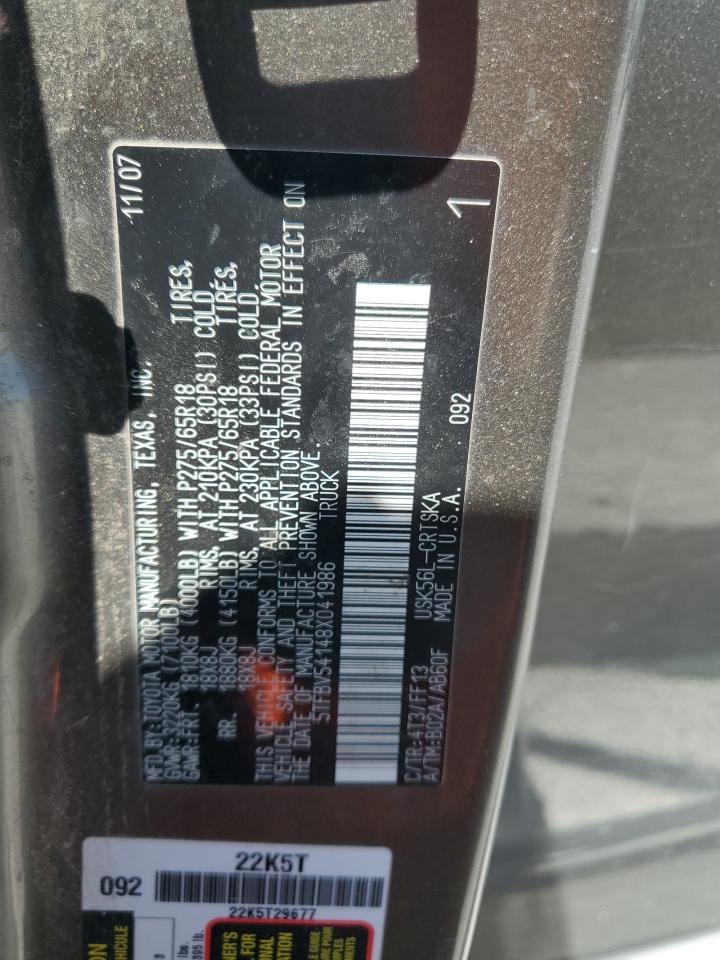 11/07
MFD.BY:TOYOTA MOTOR MANUFACTURING, TEXAS, INC.
GVWR:3220KG (7100LB)
GAWR:FRT. 1810KG (4000LB) WITH P275/65R18 TIRES,
18X8J RIMS, AT 210KPA (30PSI) COLD.
RR. 1880KG (4150LB) WITH P275/65R18 TIRES,
18X8J RIMS, AT 230KPA (33PSI) COLD.
THIS VEHICLE CONFORMS TO ALL APPLICABLE FEDERAL MOTOR
VEHICLE SAFETY AND THEFT PREVENTION STANDARDS IN EFFECT ON
THE DATE OF MANUFACTURE SHOWN ABOVE.
5TFBV54148X041986 TRUCK
C/TR:4T3/FF13 USK56L-CRTSKA 092
A/TM:B02A/AB60F MADE IN U.S.A.
1
22K5T
092
22K5T29677